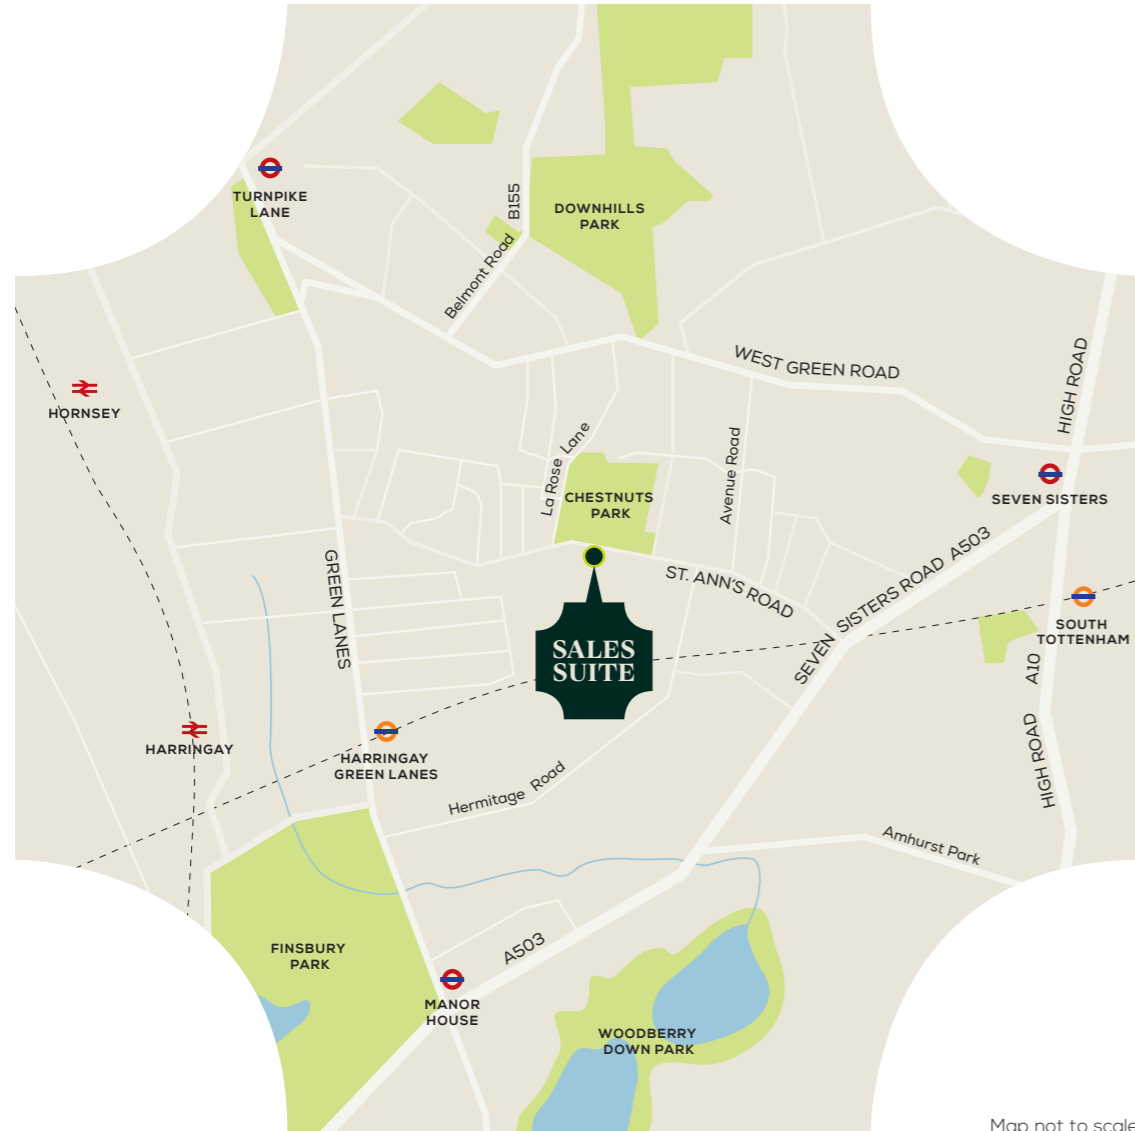 TURNPIKE
LANE
B155
DOWNHILLS
PARK
Belmont Road
WEST GREEN ROAD
HIGH ROAD
HORNSEY
La Rose Lane
Avenue Road
CHESTNUTS
PARK
SEVEN SISTERS
GREEN LANES
ST. ANN'S ROAD
SEVEN SISTERS ROAD A503
SOUTH
TOTTENHAM
SALES
SUITE
HIGH ROAD A10
HARRINGAY
HARRINGAY
GREEN LANES
Hermitage Road
Amhurst Park
FINSBURY
PARK
A503
MANOR
HOUSE
WOODBERRY
DOWN PARK
Map not to scale